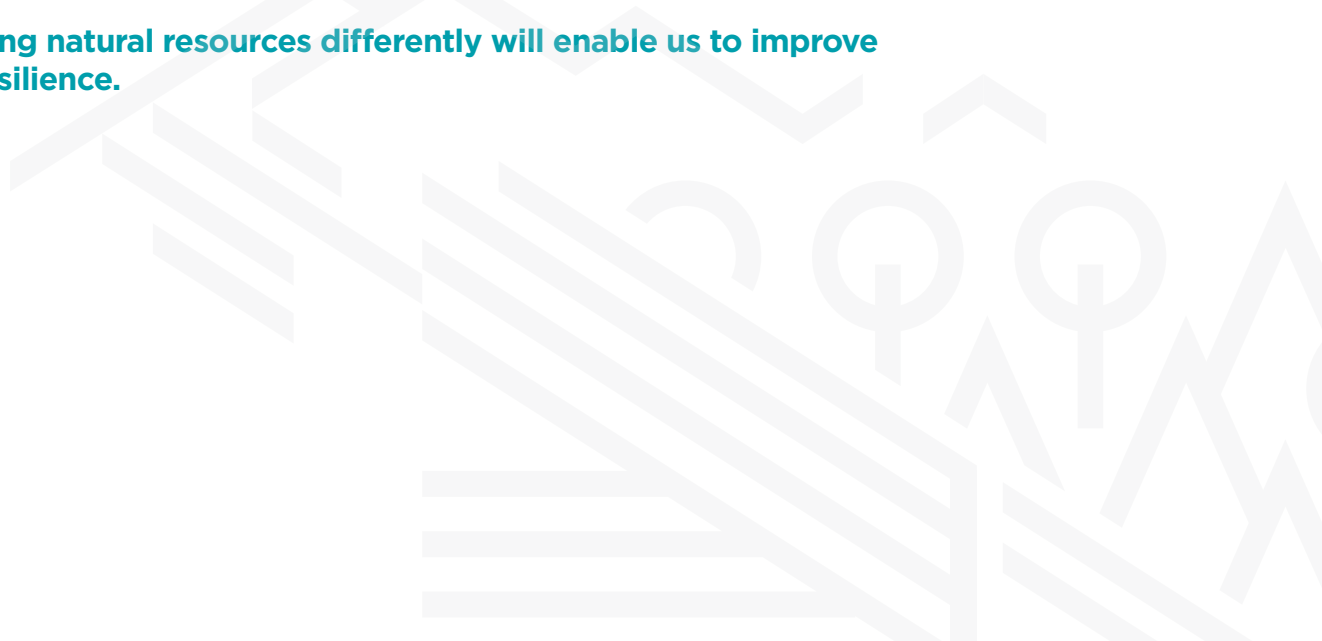 ng natural resources differently will enable us to improve
silience.